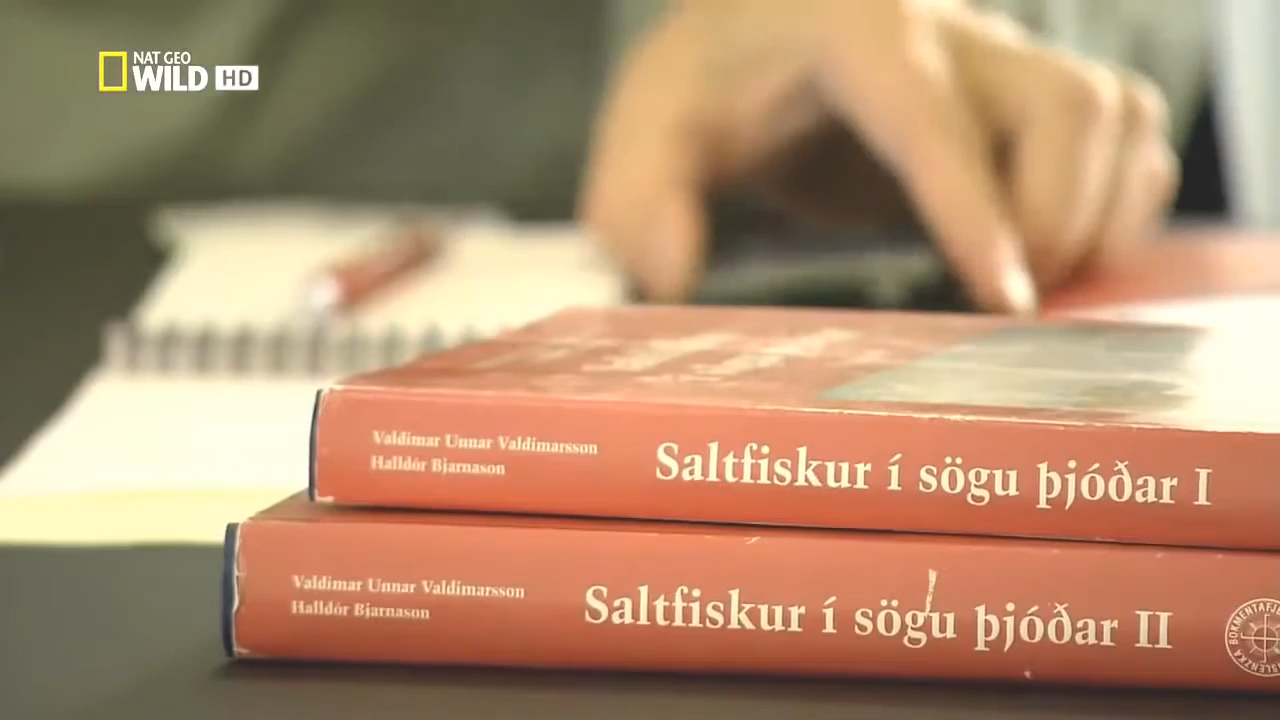 NAT GEO
WILD HD
Valdimar Unnar Valdimarsson
Halldór Bjarnason
Saltfiskur í sögu þjóðar I
Valdimar Unnar Valdimarsson
Halldór Bjarnason
Saltfiskur í sögu þjóðar II